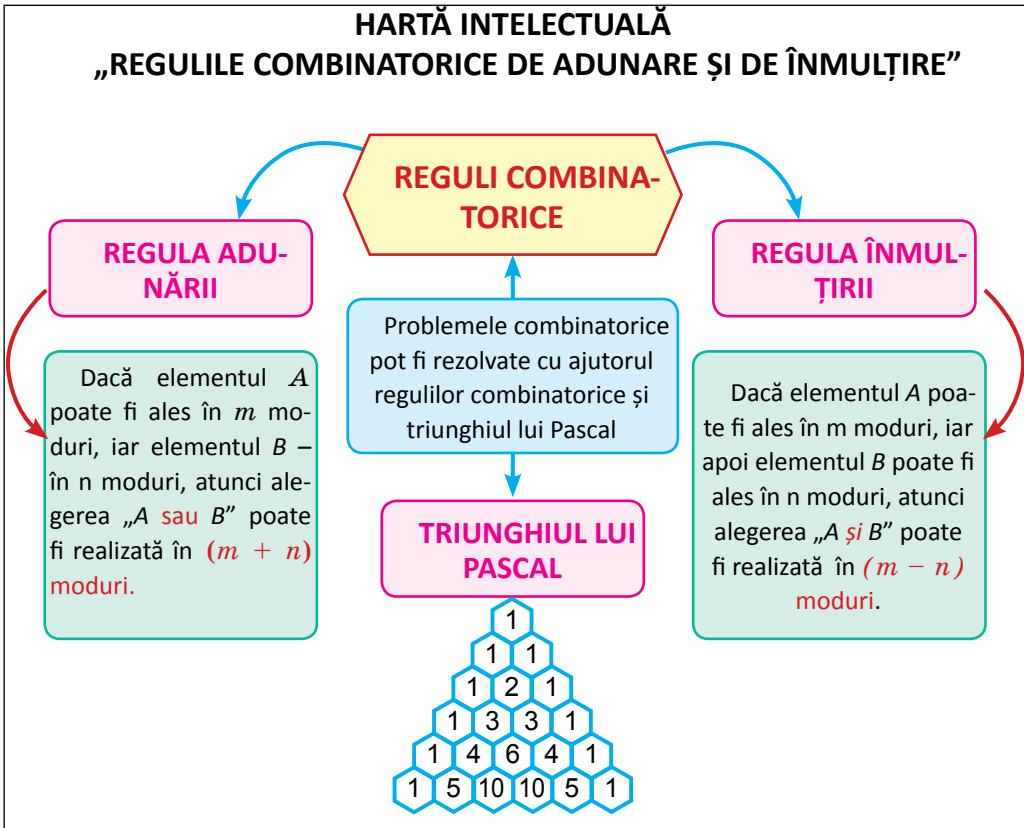 HARTĂ INTELECTUALĂ
„REGULILE COMBINATORICE DE ADUNARE ȘI DE ÎNMULȚIRE”
REGULI COMBINA-
TORICE
REGULA ADU-
NĂRII
REGULA ÎNMUL-
ȚIRII
Problemele combinatorice
pot fi rezolvate cu ajutorul
regulilor combinatorice și
triunghiul lui Pascal
Dacă elementul A
poate fi ales în m mo-
duri, iar elementul B –
în n moduri, atunci ale-
gerea „A sau B” poate
fi realizată în (m + n)
moduri.
Dacă elementul A poa-
te fi ales în m moduri, iar
apoi elementul B poate fi
ales în n moduri, atunci
alegerea „A și B” poate
fi realizată în (m − n)
moduri.
TRIUNGHIUL LUI
PASCAL
1
1 1
1 2 1
1 3 3 1
1 4 6 4 1
1 5 10 10 5 1